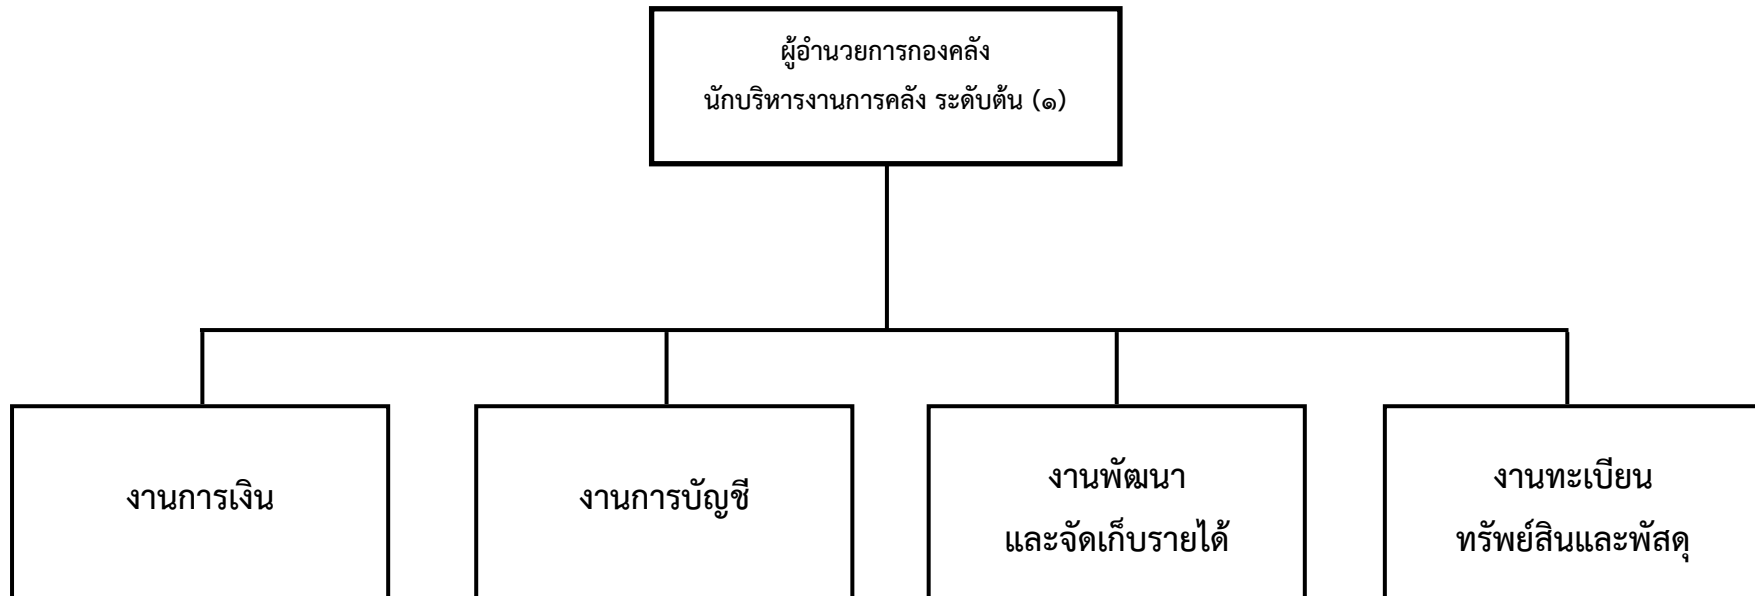 ผู้อำนวยการกองคลัง
นักบริหารงานการคลัง ระดับต้น (๑)
งานการเงิน
งานการบัญชี
งานพัฒนา
และจัดเก็บรายได้
งานทะเบียน
ทรัพย์สินและพัสดุ